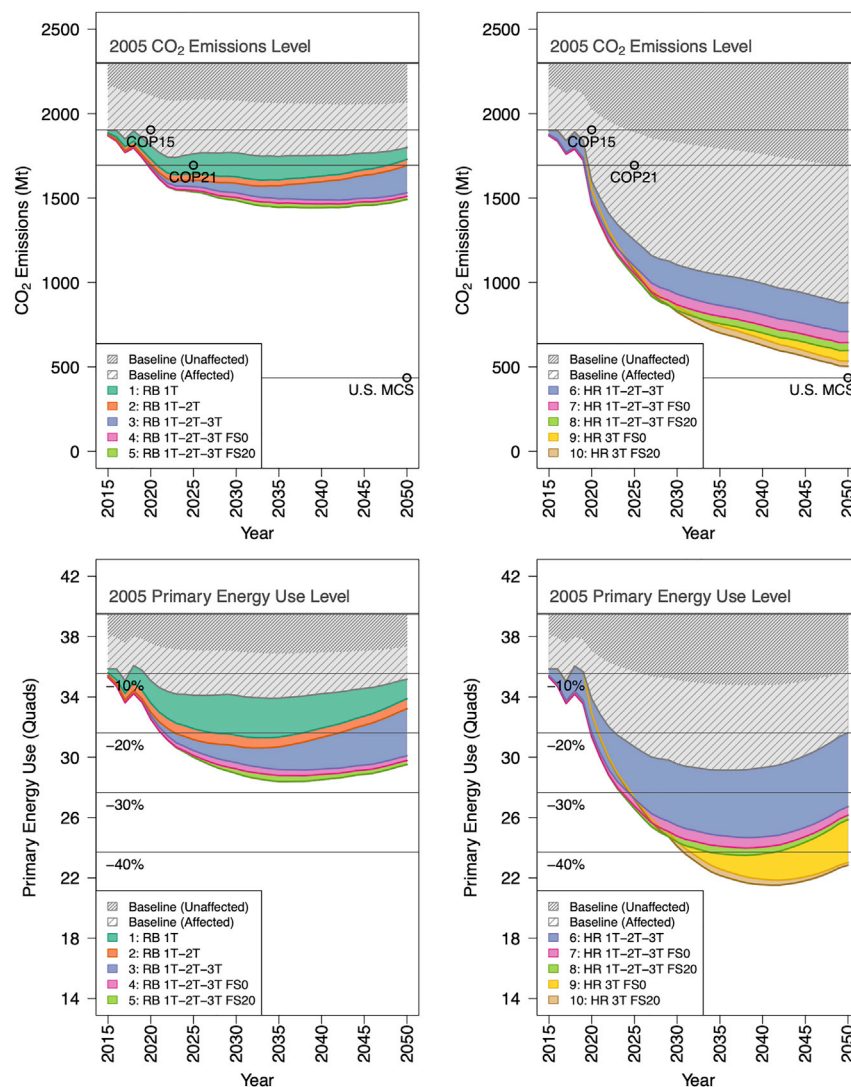 2500
2005 CO₂ Emissions Level
2000
COP15
COP21
1500
1000
500
0
CO₂ Emissions (Mt)
Baseline (Unaffected)
Baseline (Affected)
1: RB 1T
2: RB 1T−2T
3: RB 1T−2T−3T
4: RB 1T−2T−3T FS0
5: RB 1T−2T−3T FS20
U.S. MCS
2015
2020
2025
2030
2035
2040
2045
2050
Year
2500
2005 CO₂ Emissions Level
2000
COP15
COP21
1500
1000
500
0
CO₂ Emissions (Mt)
Baseline (Unaffected)
Baseline (Affected)
6: HR 1T−2T−3T
7: HR 1T−2T−3T FS0
8: HR 1T−2T−3T FS20
9: HR 3T FS0
10: HR 3T FS20
U.S. MCS
2015
2020
2025
2030
2035
2040
2045
2050
Year
42
2005 Primary Energy Use Level
38
34
30
26
22
18
14
Primary Energy Use (Quads)
−10%
−20%
−30%
−40%
Baseline (Unaffected)
Baseline (Affected)
1: RB 1T
2: RB 1T−2T
3: RB 1T−2T−3T
4: RB 1T−2T−3T FS0
5: RB 1T−2T−3T FS20
2015
2020
2025
2030
2035
2040
2045
2050
Year
42
2005 Primary Energy Use Level
38
34
30
26
22
18
14
Primary Energy Use (Quads)
−10%
−20%
−30%
−40%
Baseline (Unaffected)
Baseline (Affected)
6: HR 1T−2T−3T
7: HR 1T−2T−3T FS0
8: HR 1T−2T−3T FS20
9: HR 3T FS0
10: HR 3T FS20
2015
2020
2025
2030
2035
2040
2045
2050
Year